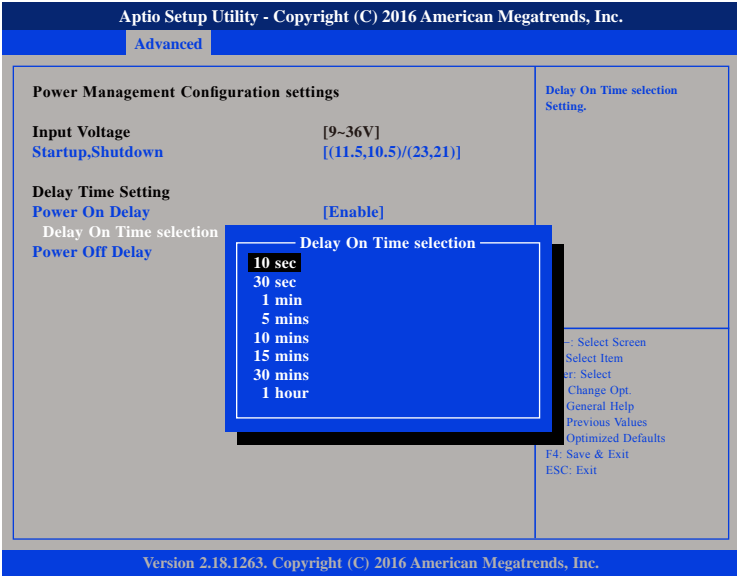 Aptio Setup Utility - Copyright (C) 2016 American Megatrends, Inc.
Advanced
Power Management Configuration settings
Input Voltage [9~36V]
Startup,Shutdown [(11.5,10.5)/(23,21)]
Delay Time Setting
Power On Delay [Enable]
Delay On Time selection
Power Off Delay
Delay On Time selection
10 sec
30 sec
1 min
5 mins
10 mins
15 mins
30 mins
1 hour
Delay On Time selection
Setting.
: Select Screen
Select Item
: Select
Change Opt.
General Help
Previous Values
Optimized Defaults
F4: Save & Exit
ESC: Exit
Version 2.18.1263. Copyright (C) 2016 American Megatrends, Inc.